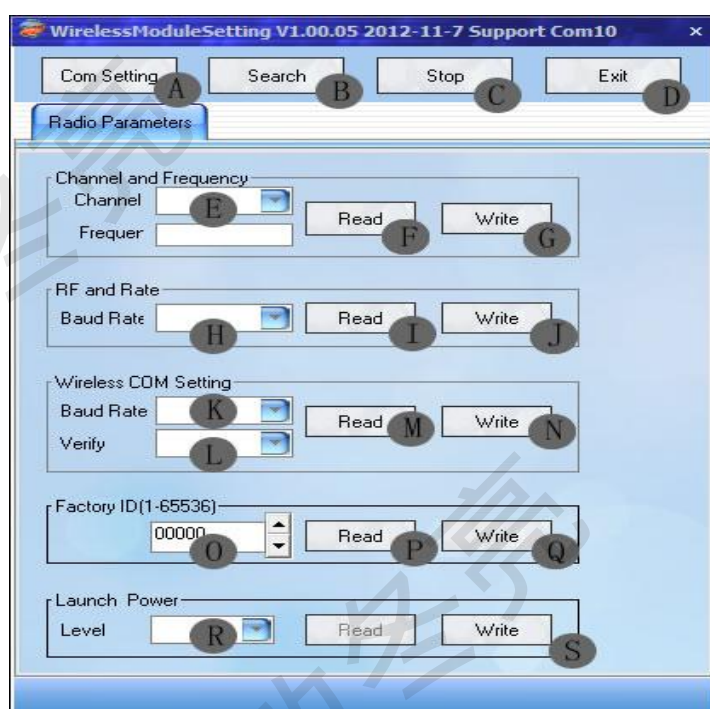 WirelessModuleSetting V1.00.05 2012-11-7 Support Com10
Com Setting A Search B Stop C Exit D
Radio Parameters
Channel and Frequency
Channel E Read F Write G
Frequer
RF and Rate
Baud Rate H Read I Write J
Wireless COM Setting
Baud Rate K Read M Write N
Verify L
Factory ID(1-65536)
00000 O Read P Write Q
Launch Power
Level R Read Write S